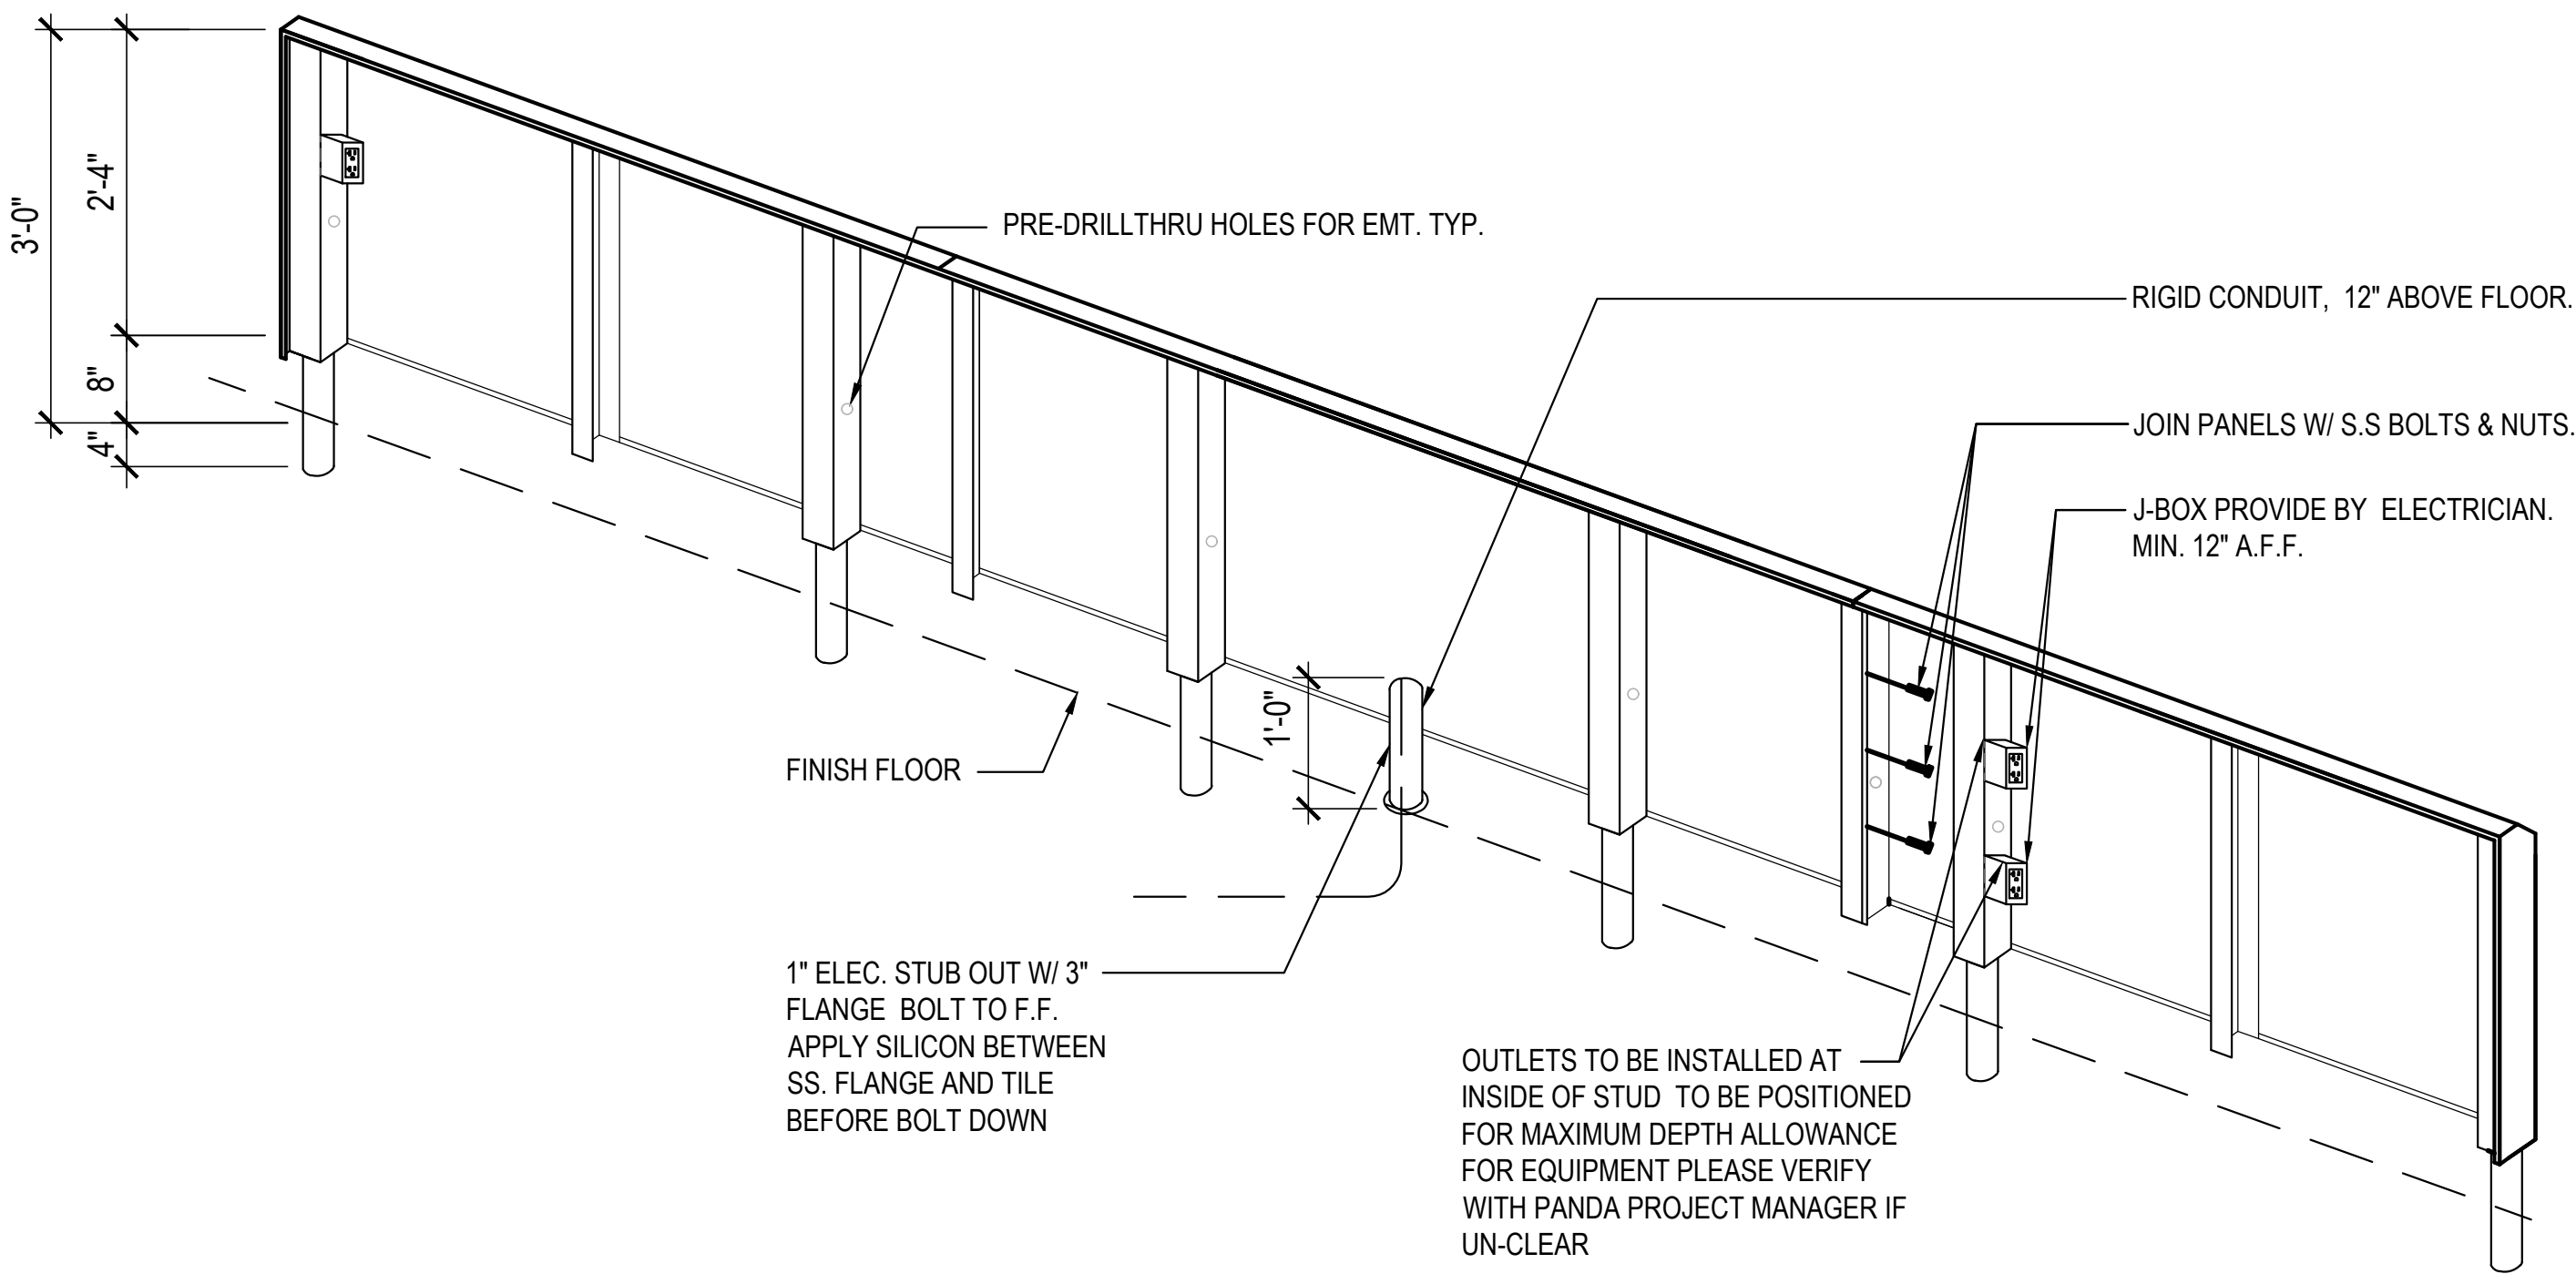 3'-0"
2'-4"
8"
4"
PRE-DRILLTHRU HOLES FOR EMT. TYP.
RIGID CONDUIT, 12" ABOVE FLOOR.
JOIN PANELS W/ S.S BOLTS & NUTS.
J-BOX PROVIDE BY ELECTRICIAN.
MIN. 12" A.F.F.
1'-0"
FINISH FLOOR
1" ELEC. STUB OUT W/ 3"
FLANGE BOLT TO F.F.
APPLY SILICON BETWEEN
SS. FLANGE AND TILE
BEFORE BOLT DOWN
OUTLETS TO BE INSTALLED AT
INSIDE OF STUD TO BE POSITIONED
FOR MAXIMUM DEPTH ALLOWANCE
FOR EQUIPMENT PLEASE VERIFY
WITH PANDA PROJECT MANAGER IF
UN-CLEAR